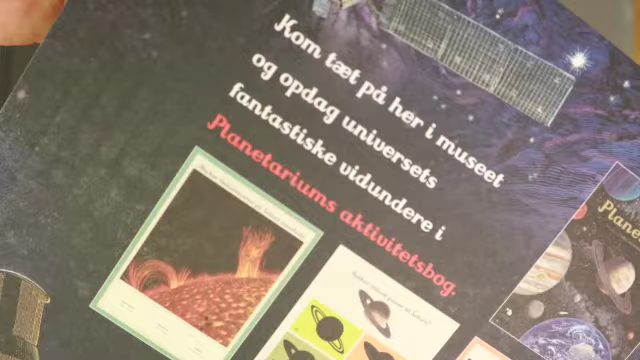 Kom tæt på her i museet
og opdag universets
fantastiske vidundere i
Planetariums aktivitetsbog.